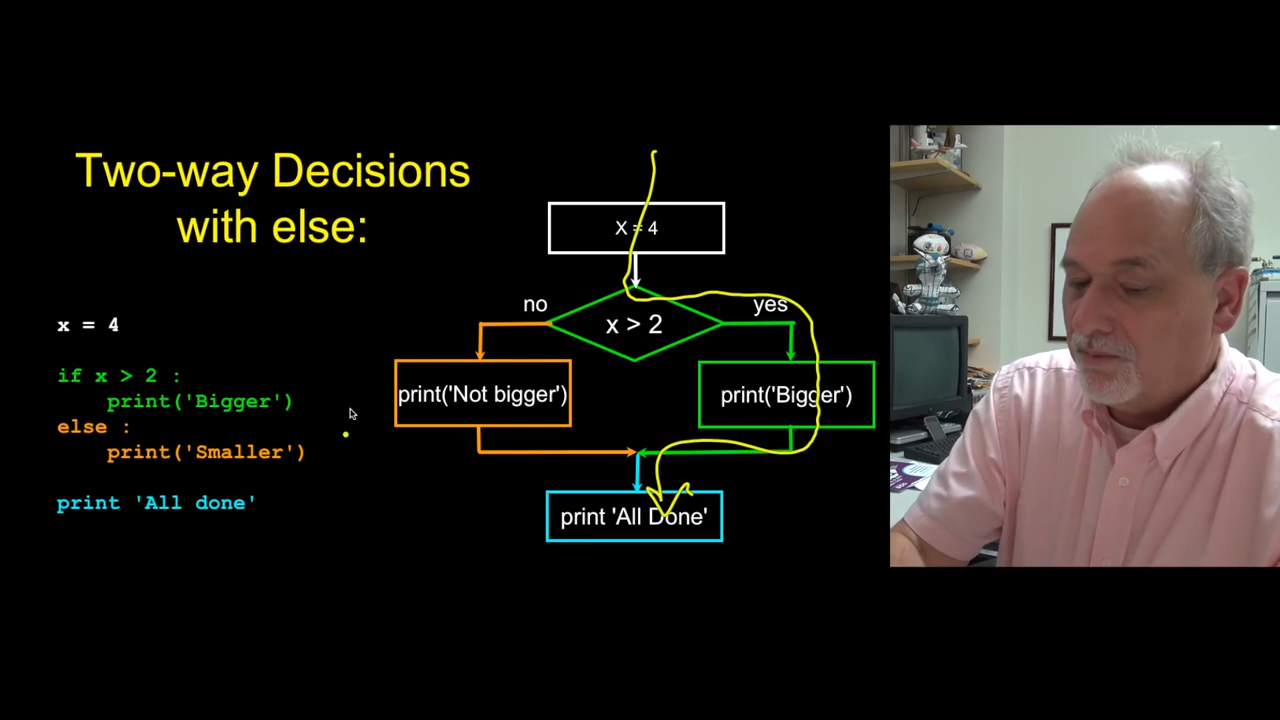 Two-way Decisions
with else:
x = 4
if x > 2 :
print('Bigger')
else :
print('Smaller')
print 'All done'
X = 4
no
yes
x > 2
print('Not bigger')
print('Bigger')
print 'All Done'